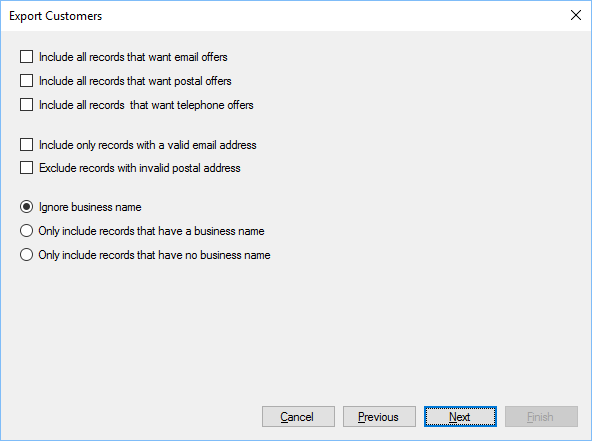 Export Customers
Include all records that want email offers
Include all records that want postal offers
Include all records  that want telephone offers
Include only records with a valid email address
Exclude records with invalid postal address
Ignore business name
Only include records that have a business name
Only include records that have no business name
Cancel Previous Next Finish